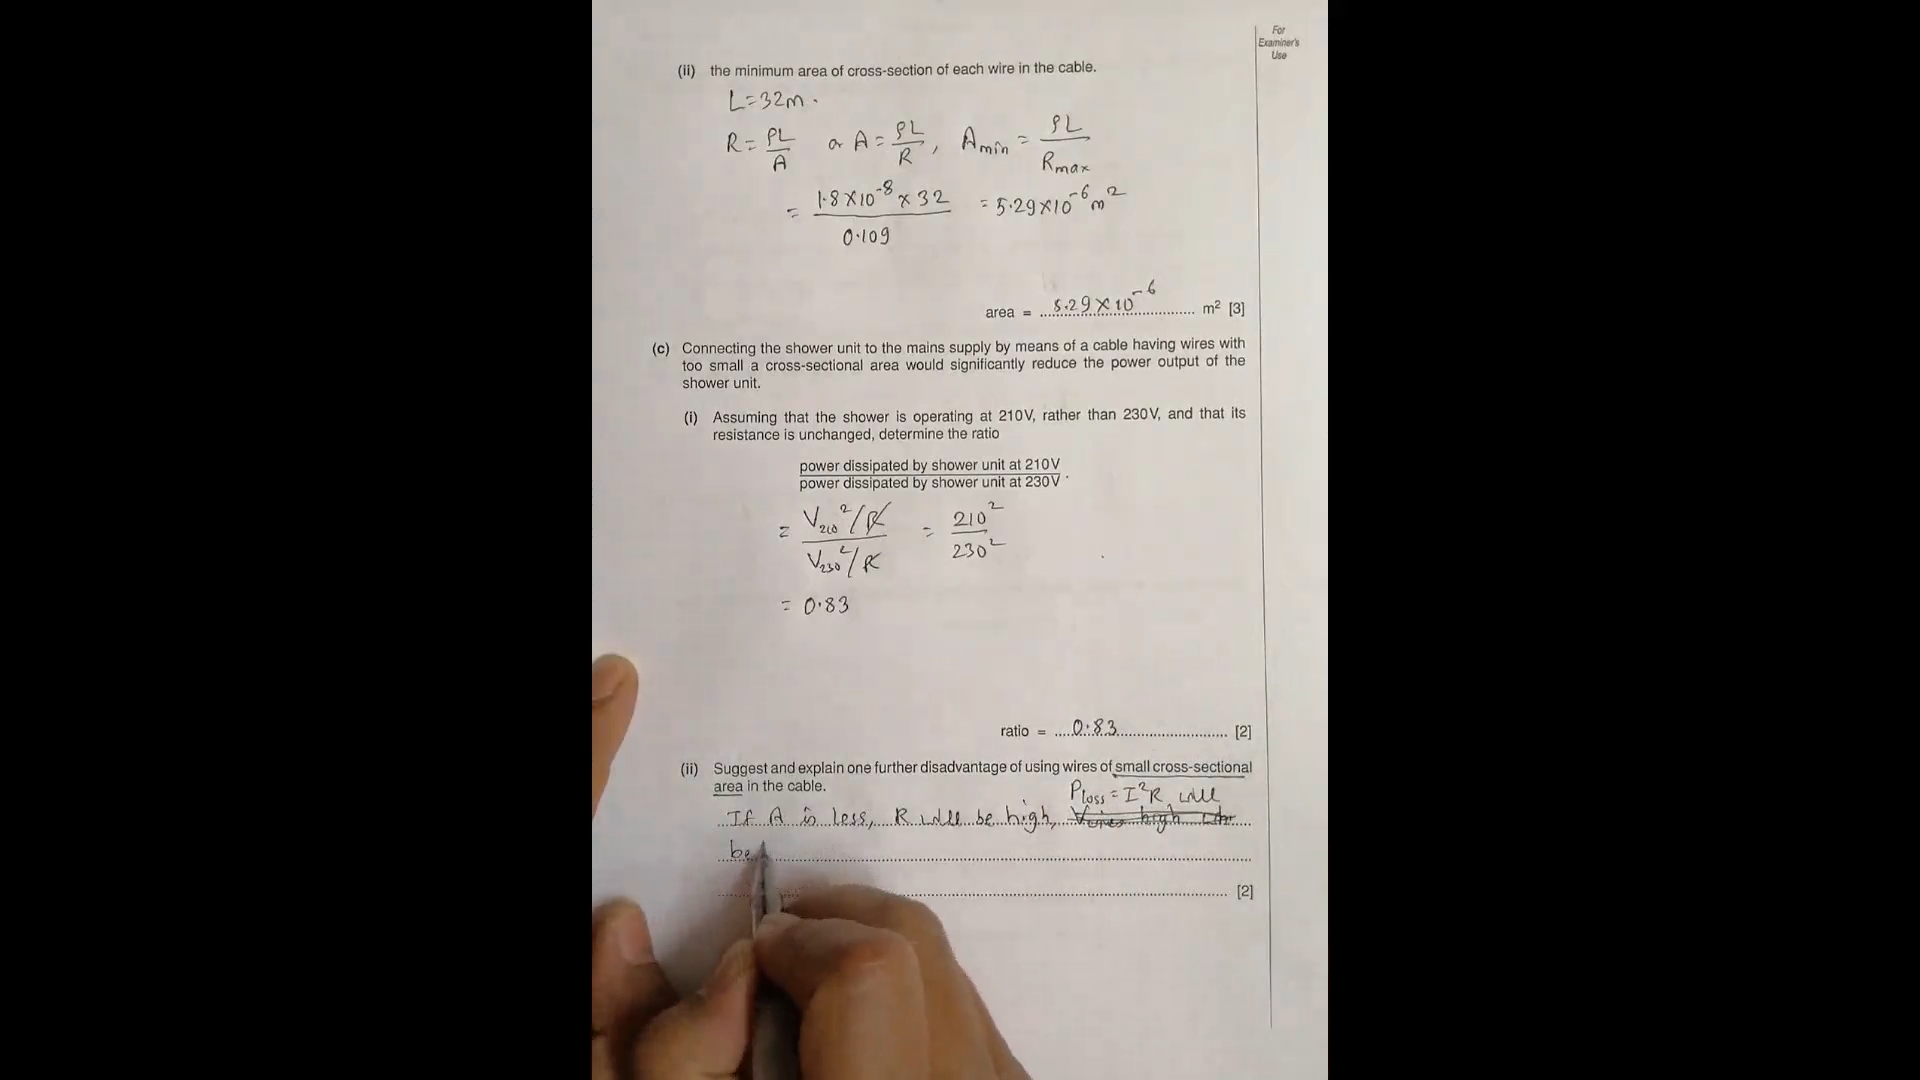 For
Examiner's
Use
(ii) the minimum area of cross-section of each wire in the cable.
L=32m.
R = ρL/A or A = ρL/R, Amin = ρL/Rmax
= 1.8×10⁻⁸ × 32 / 0.109 = 5.29×10⁻⁶ m²
area = 5.29×10⁻⁶ m² [3]
(c) Connecting the shower unit to the mains supply by means of a cable having wires with
too small a cross-sectional area would significantly reduce the power output of the
shower unit.
(i) Assuming that the shower is operating at 210V, rather than 230V, and that its
resistance is unchanged, determine the ratio
power dissipated by shower unit at 210V
power dissipated by shower unit at 230V .
= V₂₁₀²/R / V₂₃₀²/R = 210² / 230²
= 0.83
ratio = 0.83 [2]
(ii) Suggest and explain one further disadvantage of using wires of small cross-sectional
area in the cable.
Ploss = I²R will
If A is less, R will be high,
be
[2]